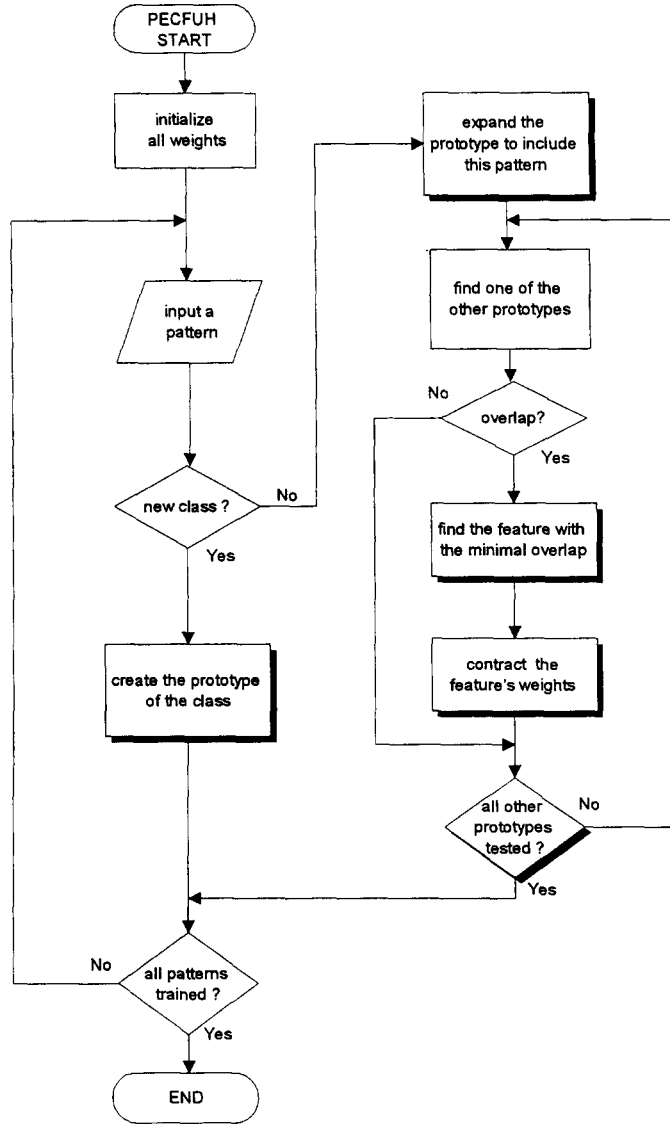 PECFUH
START
initialize
all weights
input a
pattern
new class ?
No
Yes
create the prototype
of the class
expand the
prototype to include
this pattern
find one of the
other prototypes
No
overlap?
Yes
find the feature with
the minimal overlap
contract the
feature's weights
all other
prototypes
tested ?
No
Yes
No
all patterns
trained ?
Yes
END